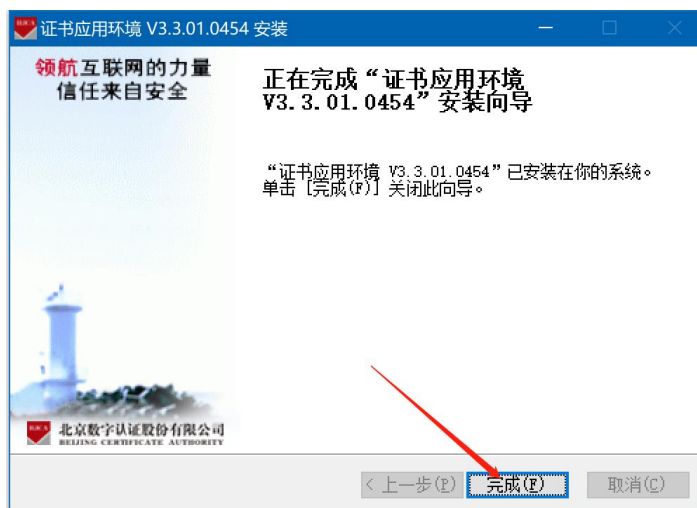 证书应用环境 V3.3.01.0454 安装
领航互联网的力量
信任来自安全
正在完成“证书应用环境
V3.3.01.0454”安装向导
“证书应用环境 V3.3.01.0454”已安装在你的系统。
单击 [完成(F)] 关闭此向导。
BJCA
北京数字认证股份有限公司
BEIJING CERTIFICATE AUTHORITY
< 上一步(P)
完成(F)
取消(C)